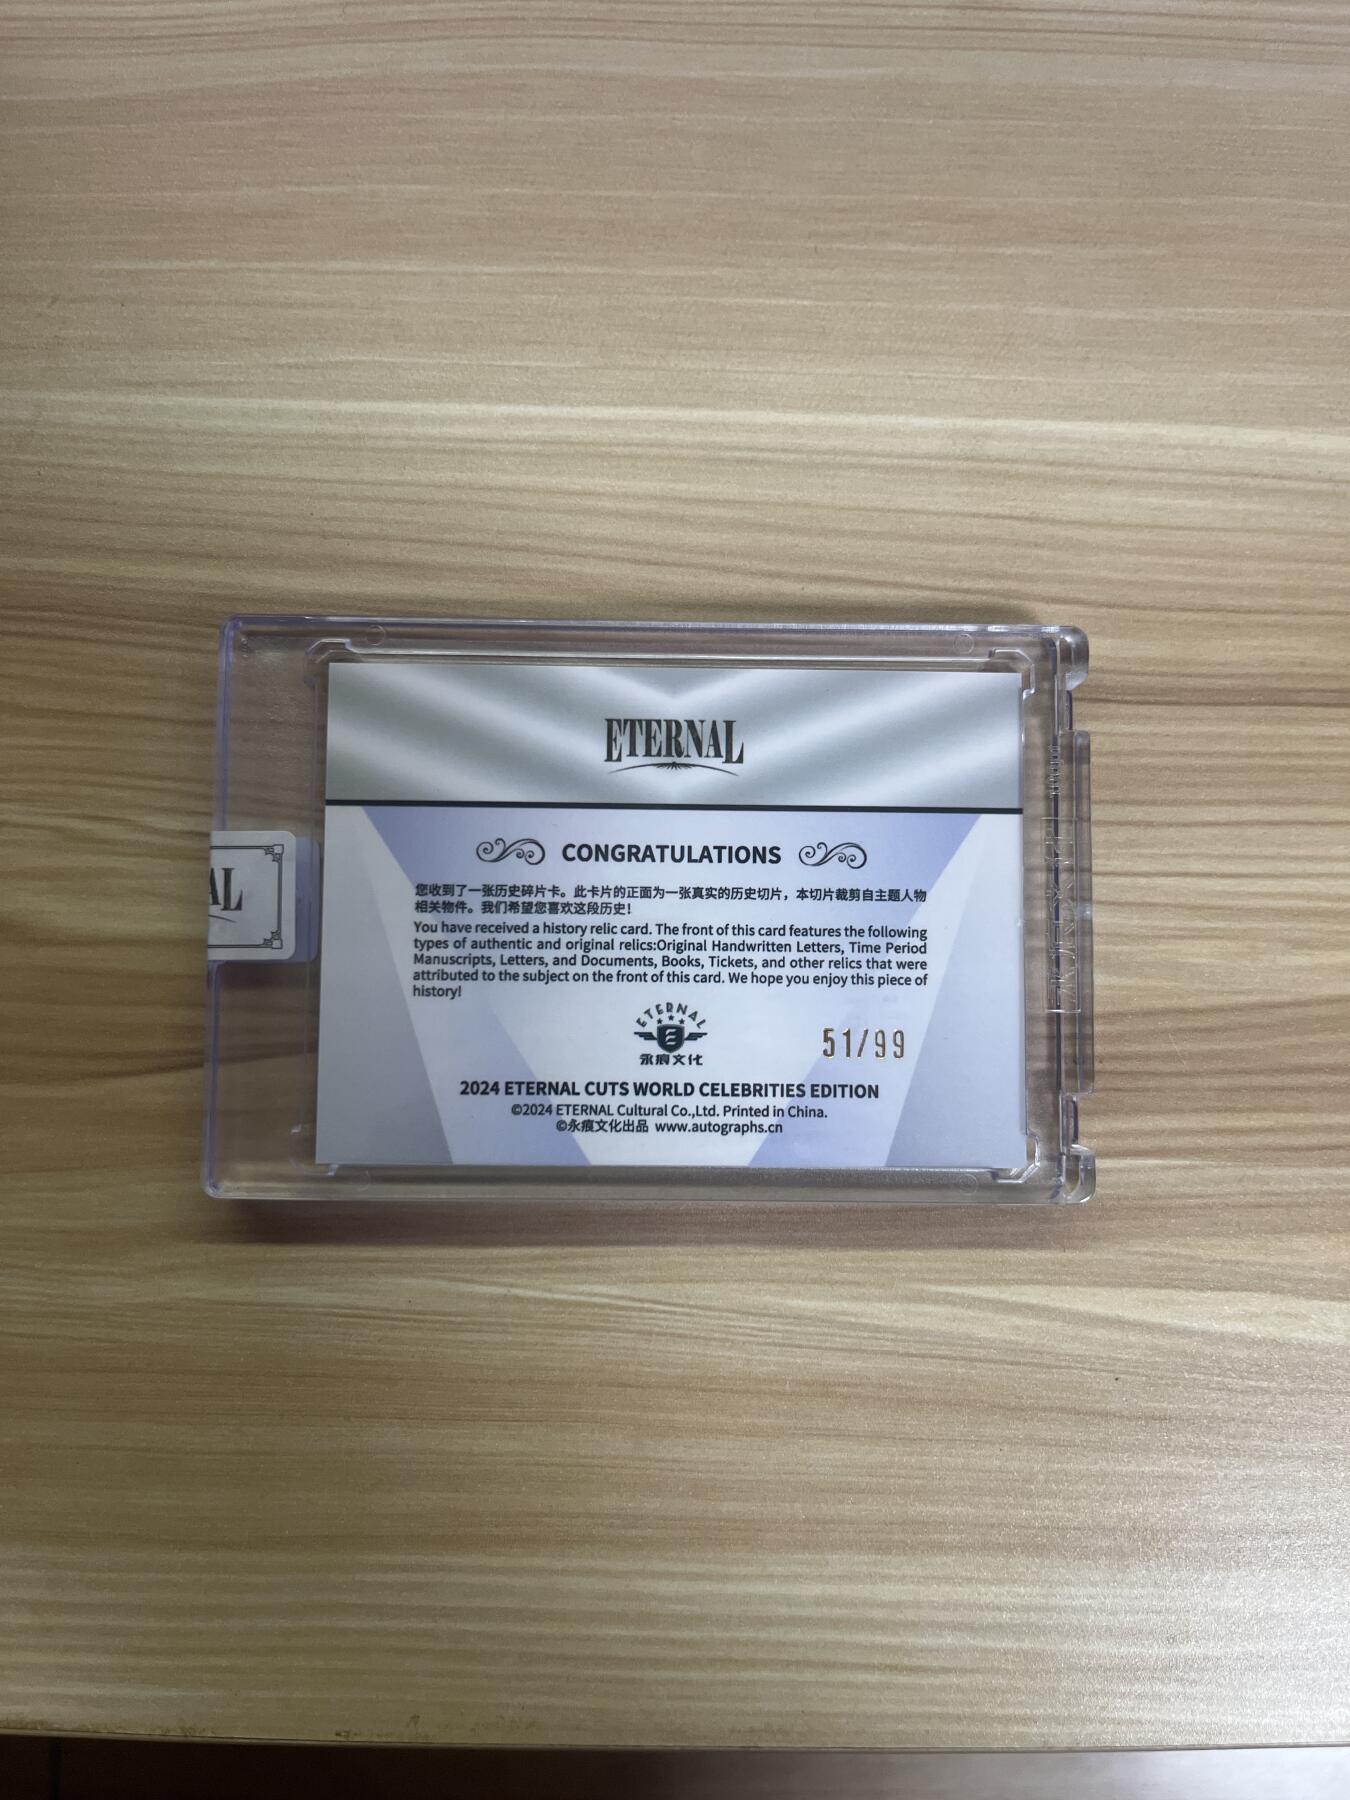 ETERNAL
CONGRATULATIONS
您收到了一张历史碎片卡。此卡片的正面为一张真实的历史切片，本切片裁剪自主题人物
相关物件。我们希望您喜欢这段历史！
You have received a history relic card. The front of this card features the following
types of authentic and original relics:Original Handwritten Letters, Time Period
Manuscripts, Letters, and Documents, Books, Tickets, and other relics that were
attributed to the subject on the front of this card. We hope you enjoy this piece of
history!
ETERNAL
永痕文化
51/99
2024 ETERNAL CUTS WORLD CELEBRITIES EDITION
©2024 ETERNAL Cultural Co.,Ltd. Printed in China.
©永痕文化出品 www.autographs.cn
AL